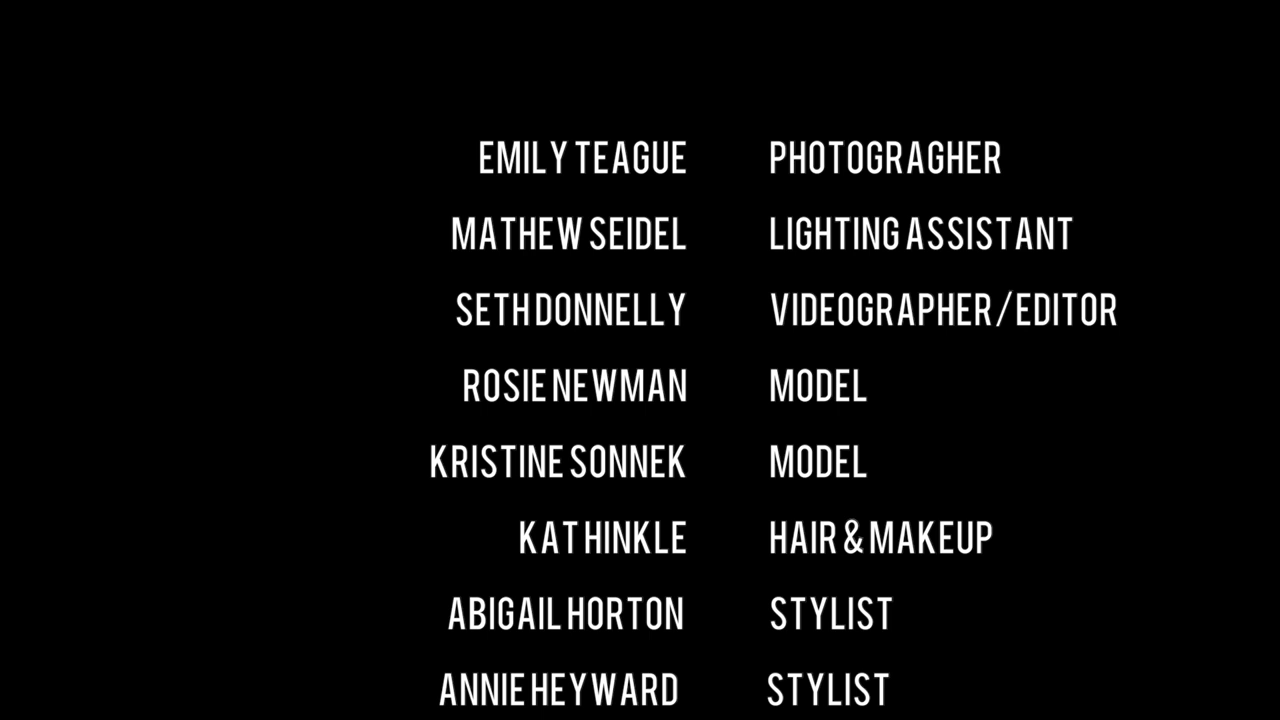 EMILY TEAGUE PHOTOGRAGHER
MATHEW SEIDEL LIGHTING ASSISTANT
SETH DONNELLY VIDEOGRAPHER / EDITOR
ROSIE NEWMAN MODEL
KRISTINE SONNEK MODEL
KAT HINKLE HAIR & MAKEUP
ABIGAIL HORTON STYLIST
ANNIE HEYWARD STYLIST